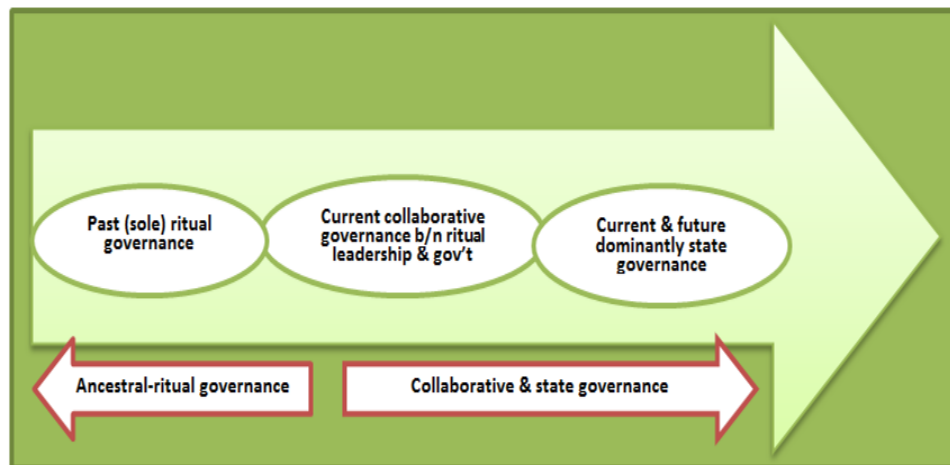 Past (sole) ritual
governance
Current collaborative
governance b/n ritual
leadership & gov't
Current & future
dominantly state
governance
Ancestral-ritual governance
Collaborative & state governance